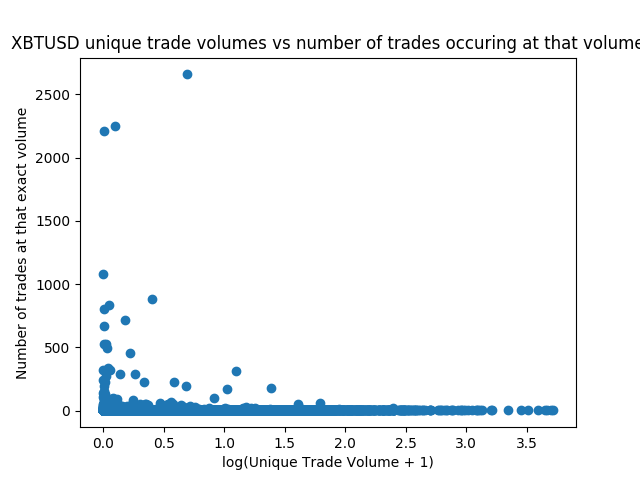 XBTUSD unique trade volumes vs number of trades occuring at that volume
Number of trades at that exact volume
2500
2000
1500
1000
500
0
0.0 0.5 1.0 1.5 2.0 2.5 3.0 3.5
log(Unique Trade Volume + 1)